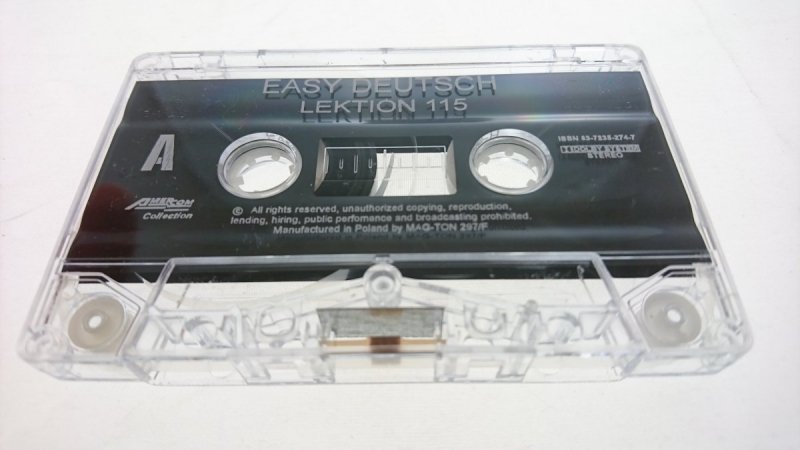 EASY DEUTSCH
LEKTION 115
A
ISBN 83-7235-274-7
DOLBY SYSTEM
STEREO
AMERCOM
Collection
© All rights reserved, unauthorized copying, reproduction,
lending, hiring, public perfomance and broadcasting prohibited.
Manufactured in Poland by MAG-TON 297/F